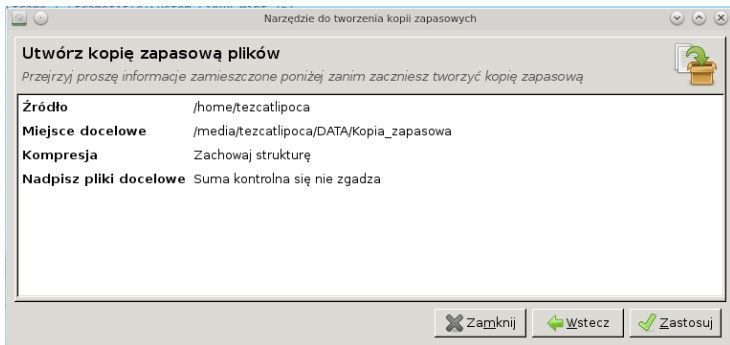 Narzędzie do tworzenia kopii zapasowych
Utwórz kopię zapasową plików
Przejrzyj proszę informacje zamieszczone poniżej zanim zaczniesz tworzyć kopię zapasową
Źródło /home/tezcatlipoca
Miejsce docelowe /media/tezcatlipoca/DATA/Kopia_zapasowa
Kompresja Zachowaj strukturę
Nadpisz pliki docelowe Suma kontrolna się nie zgadza
Zamknij Wstecz Zastosuj